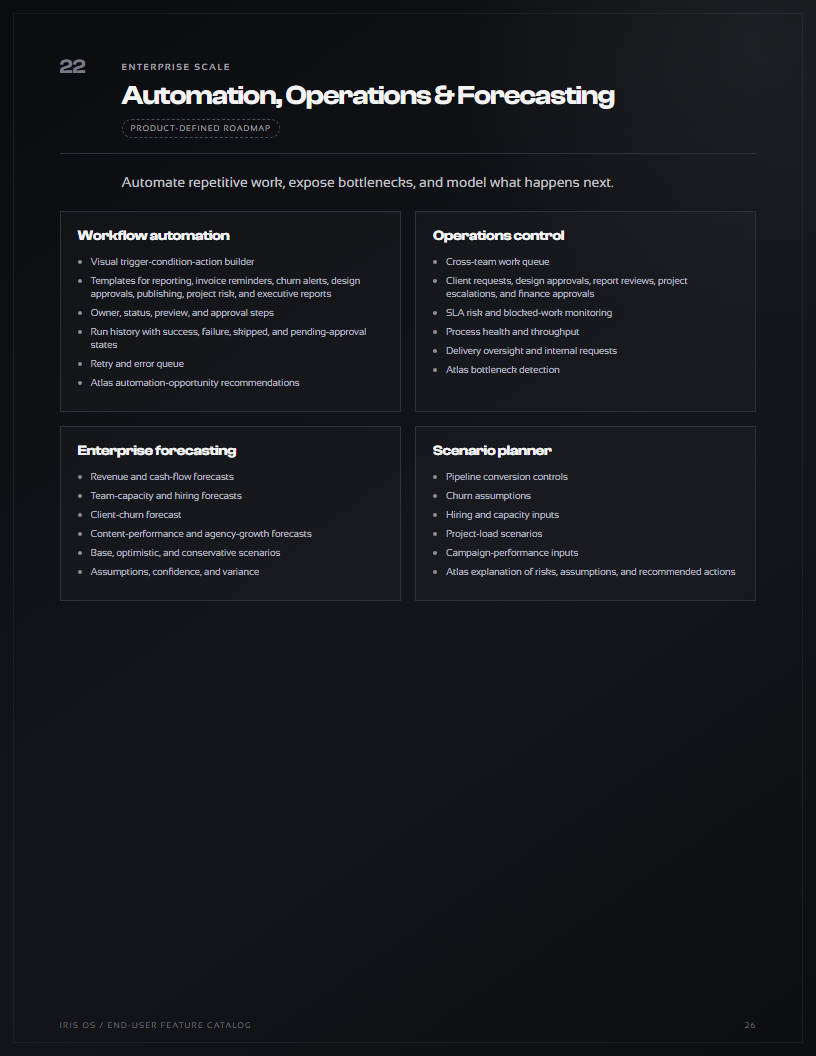 22
ENTERPRISE SCALE
Automation, Operations & Forecasting
PRODUCT-DEFINED ROADMAP
Automate repetitive work, expose bottlenecks, and model what happens next.
Workflow automation
Visual trigger-condition-action builder
Templates for reporting, invoice reminders, churn alerts, design
approvals, publishing, project risk, and executive reports
Owner, status, preview, and approval steps
Run history with success, failure, skipped, and pending-approval
states
Retry and error queue
Atlas automation-opportunity recommendations
Operations control
Cross-team work queue
Client requests, design approvals, report reviews, project
escalations, and finance approvals
SLA risk and blocked-work monitoring
Process health and throughput
Delivery oversight and internal requests
Atlas bottleneck detection
Enterprise forecasting
Revenue and cash-flow forecasts
Team-capacity and hiring forecasts
Client-churn forecast
Content-performance and agency-growth forecasts
Base, optimistic, and conservative scenarios
Assumptions, confidence, and variance
Scenario planner
Pipeline conversion controls
Churn assumptions
Hiring and capacity inputs
Project-load scenarios
Campaign-performance inputs
Atlas explanation of risks, assumptions, and recommended actions
IRIS OS / END-USER FEATURE CATALOG
26